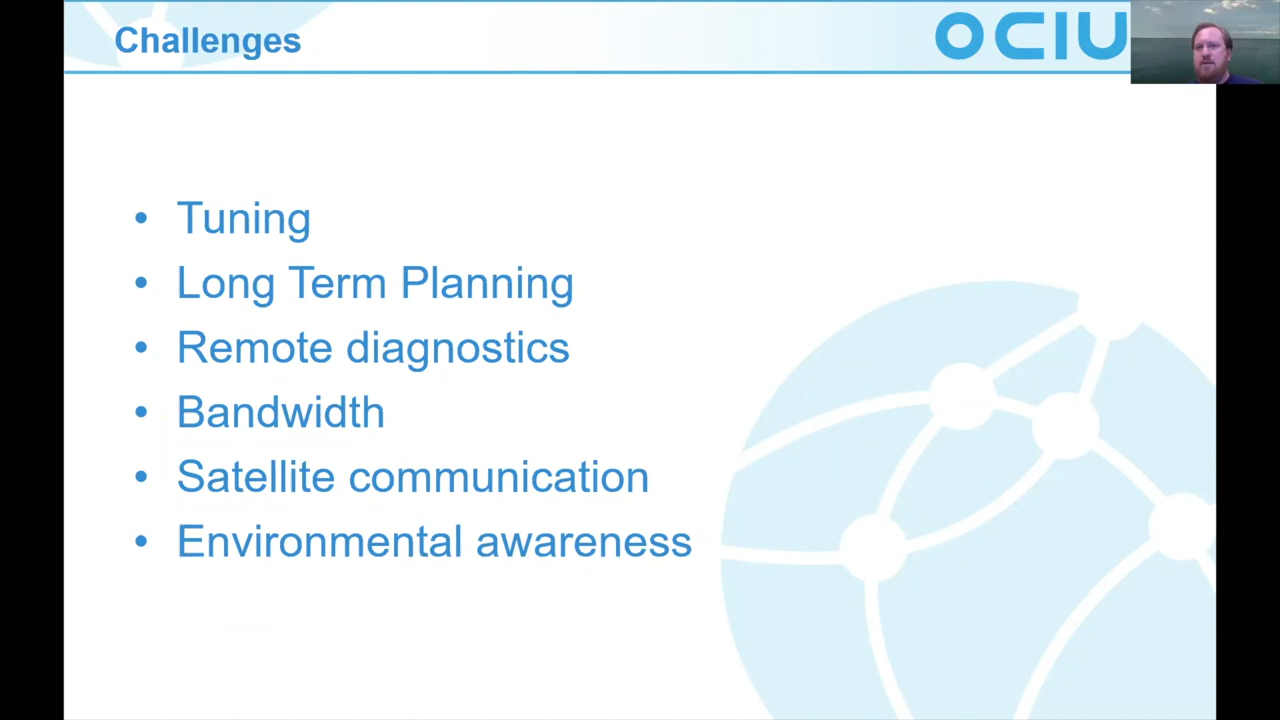 Challenges
OCIU
• Tuning
• Long Term Planning
• Remote diagnostics
• Bandwidth
• Satellite communication
• Environmental awareness